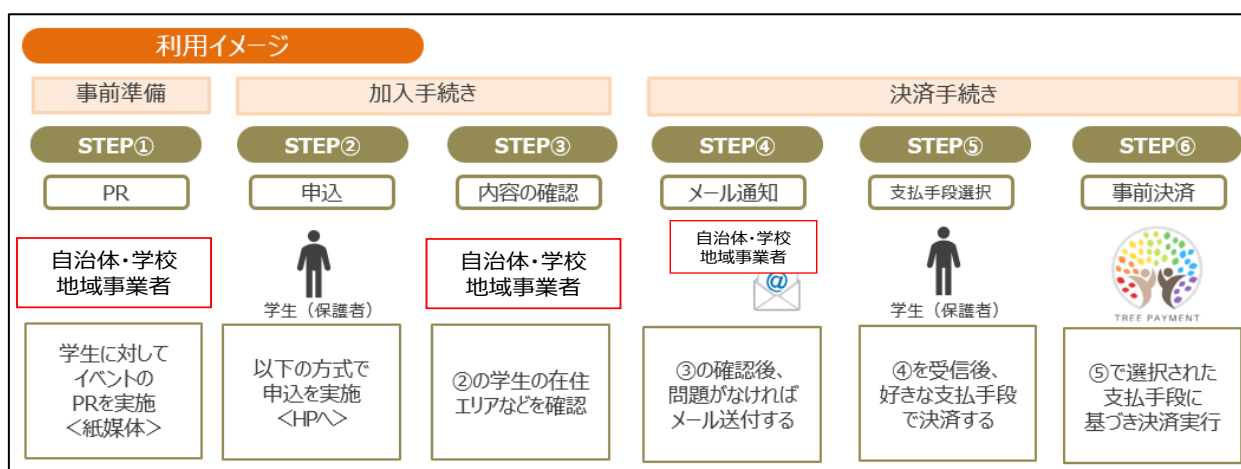 利用イメージ
事前準備
加入手続き
決済手続き
STEP①
STEP②
STEP③
STEP④
STEP⑤
STEP⑥
PR
申込
内容の確認
メール通知
支払手段選択
事前決済
自治体・学校
地域事業者
学生（保護者）
自治体・学校
地域事業者
自治体・学校
地域事業者
@
学生（保護者）
TREE PAYMENT
学生に対して
イベントの
PRを実施
＜紙媒体＞
以下の方式で
申込を実施
＜HPへ＞
②の学生の在住
エリアなどを確認
③の確認後、
問題がなければ
メール送付する
④を受信後、
好きな支払手段
で決済する
⑤で選択された
支払手段に
基づき決済実行